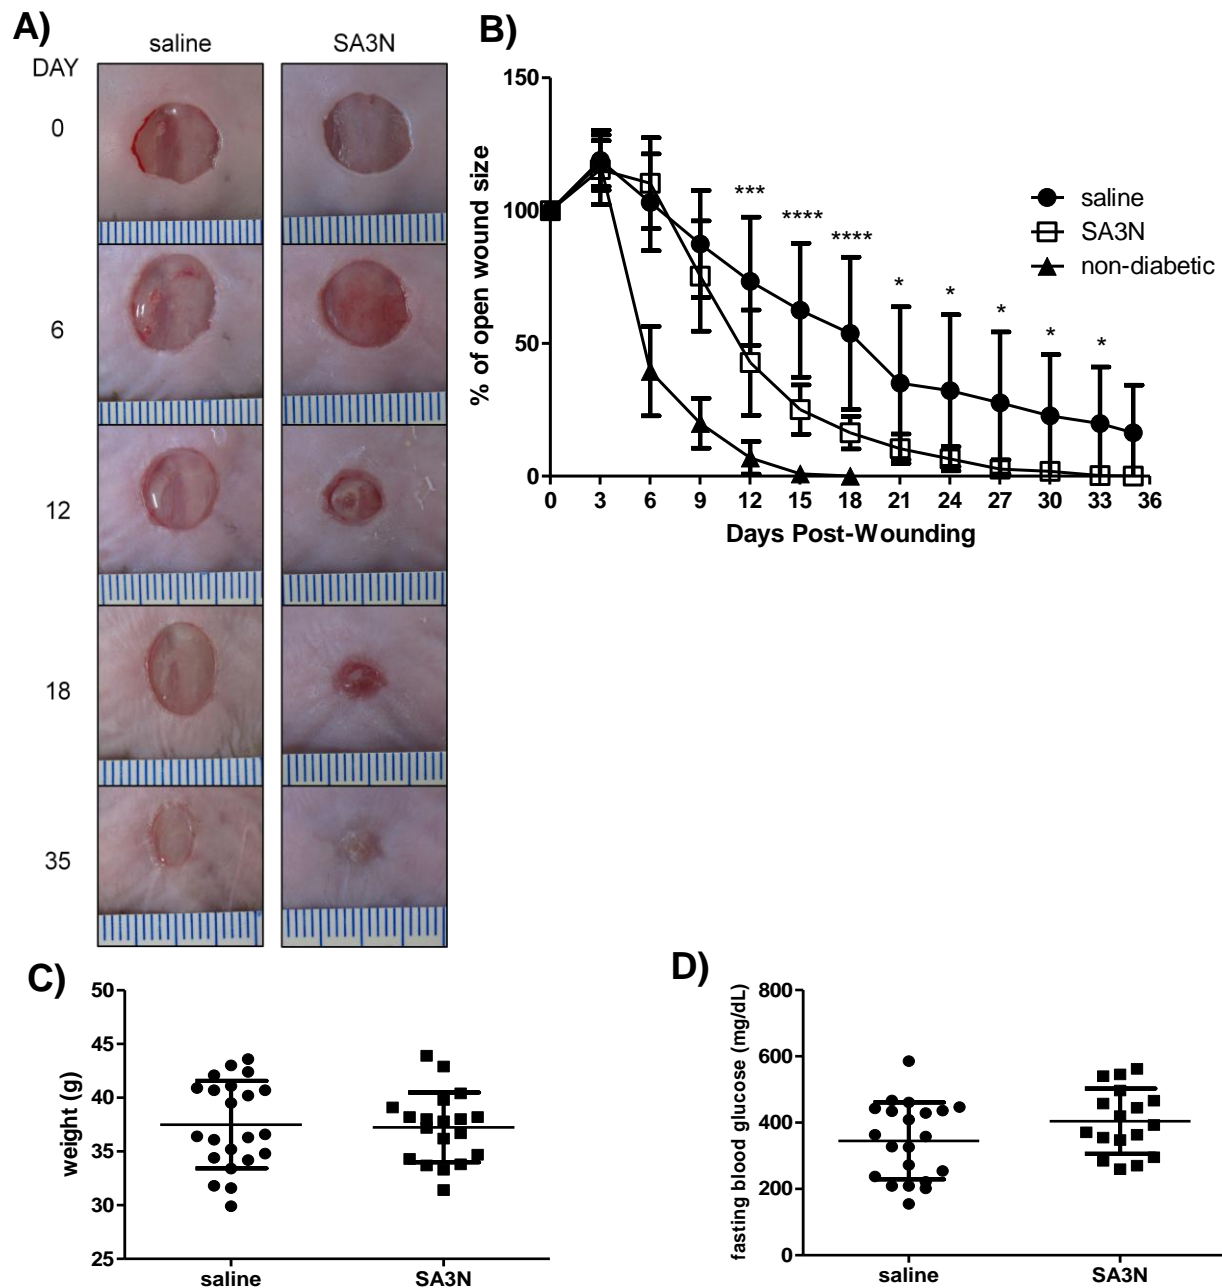 A)
saline SA3N
DAY
0
6
12
18
35
B)
% of open wound size
150
100
50
0
*** **** **** * * * * *
saline
SA3N
non-diabetic
0 3 6 9 12 15 18 21 24 27 30 33 36
Days Post-Wounding
C)
weight (g)
50
45
40
35
30
25
saline SA3N
D)
fasting blood glucose (mg/dL)
800
600
400
200
0
saline SA3N